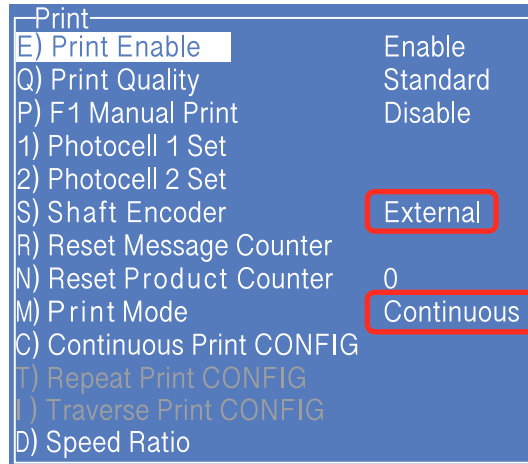 Print
E) Print Enable Enable
Q) Print Quality Standard
P) F1 Manual Print Disable
1) Photocell 1 Set
2) Photocell 2 Set
S) Shaft Encoder External
R) Reset Message Counter
N) Reset Product Counter 0
M) Print Mode Continuous
C) Continuous Print CONFIG
T) Repeat Print CONFIG
I ) Traverse Print CONFIG
D) Speed Ratio